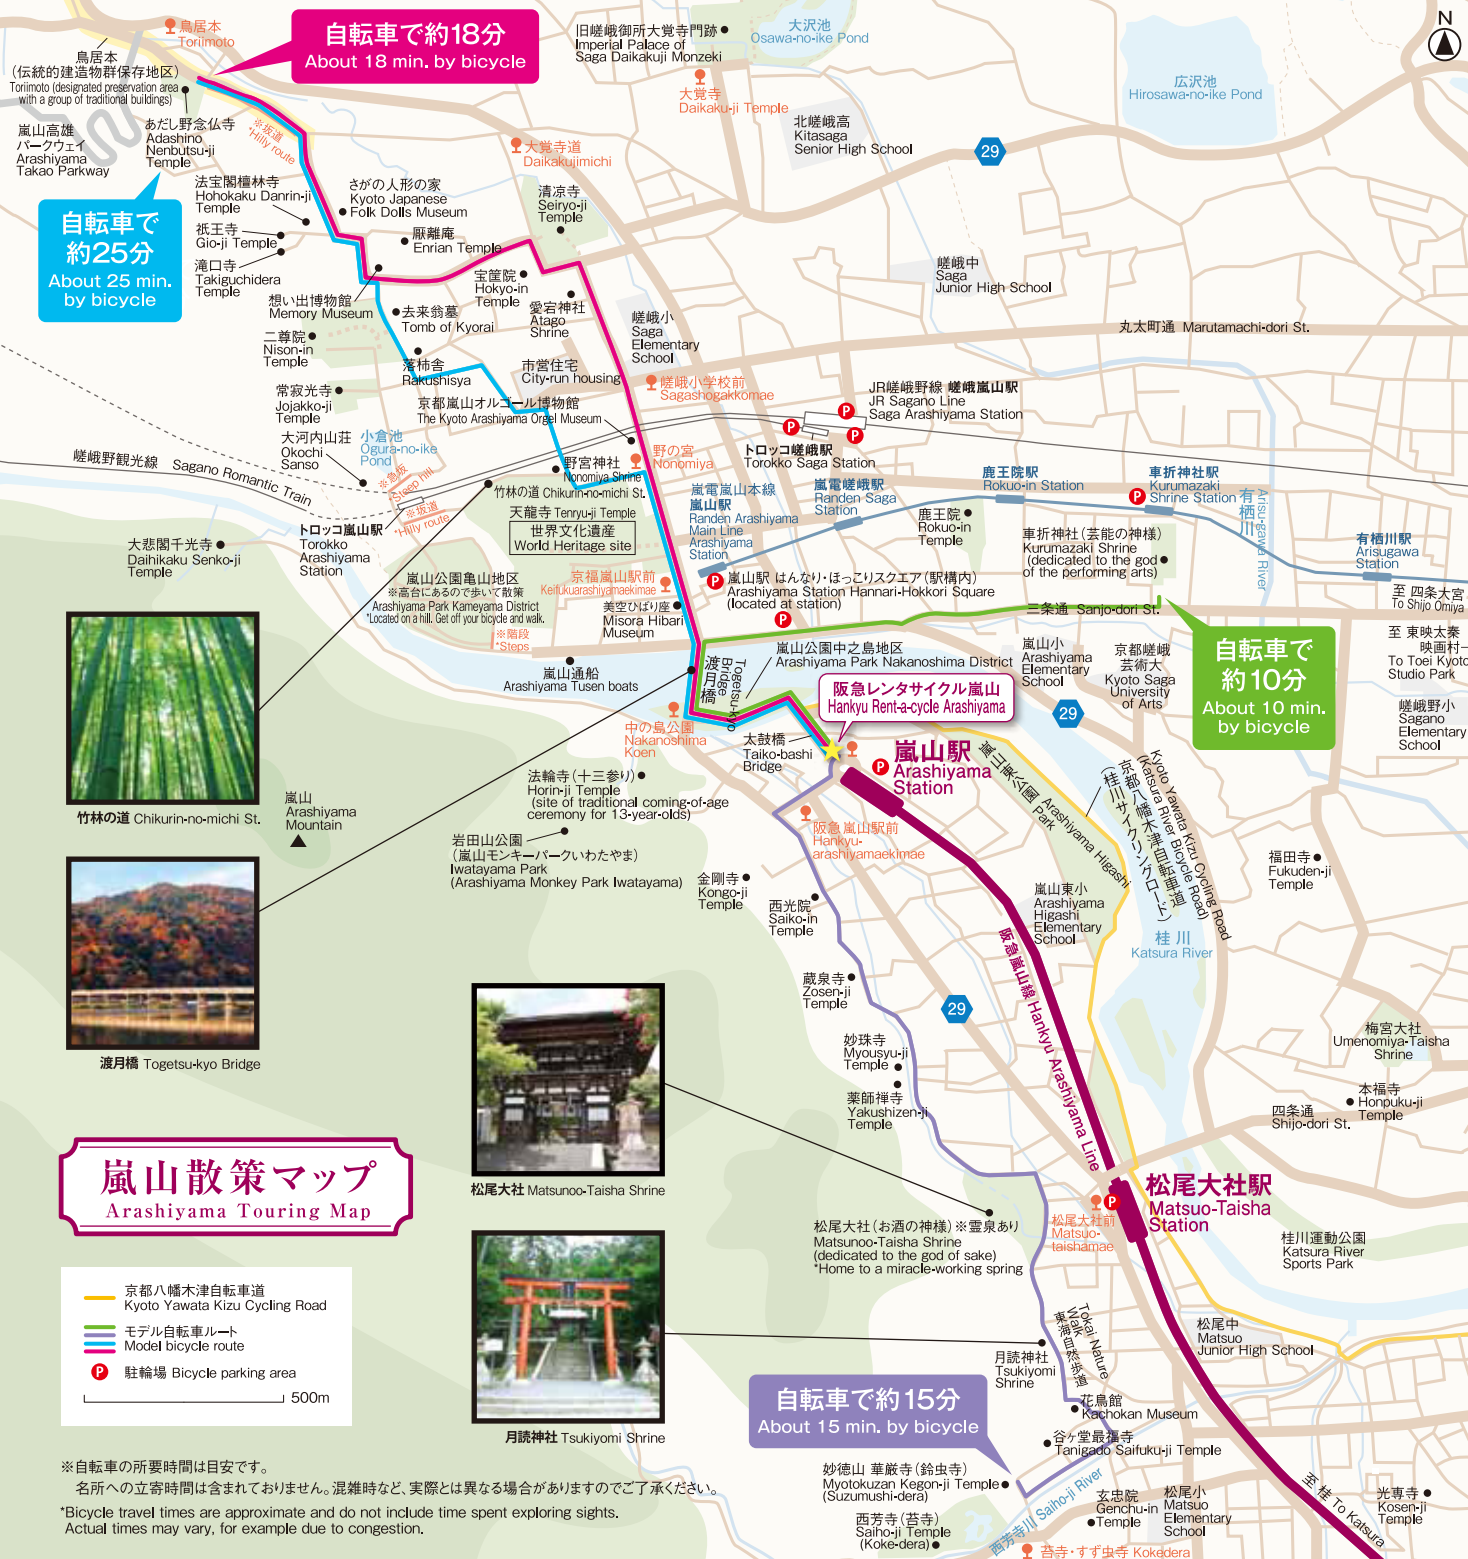 鳥居本
Toriimoto
自転車で約18分
About 18 min. by bicycle
旧嵯峨御所大覚寺門跡
Imperial Palace of
Saga Daikakuji Monzeki
大沢池
Osawa-no-ike Pond
N
鳥居本
(伝統的建造物群保存地区)
Toriimoto (designated preservation area
with a group of traditional buildings)
大覚寺
Daikaku-ji Temple
広沢池
Hirosawa-no-ike Pond
嵐山高雄
パークウェイ
Arashiyama
Takao Parkway
あだし野念仏寺
Adashino
Nenbutsu-ji
Temple
※坂道
*Hilly route
大覚寺道
Daikakujimichi
北嵯峨高
Kitasaga
Senior High School
29
自転車で
約25分
About 25 min.
by bicycle
法宝閣檀林寺
Hohokaku Danrin-ji
Temple
さがの人形の家
Kyoto Japanese
Folk Dolls Museum
清凉寺
Seiryo-ji
Temple
祇王寺
Gio-ji Temple
厭離庵
Enrian Temple
滝口寺
Takiguchidera
Temple
宝筐院
Hokyo-in
Temple
嵯峨中
Saga
Junior High School
想い出博物館
Memory Museum
去来翁墓
Tomb of Kyorai
愛宕神社
Atago
Shrine
嵯峨小
Saga
Elementary
School
丸太町通 Marutamachi-dori St.
二尊院
Nison-in
Temple
落柿舎
Rakushisya
市営住宅
City-run housing
嵯峨小学校前
Sagashogakkomae
JR嵯峨野線 嵯峨嵐山駅
JR Sagano Line
Saga Arashiyama Station
常寂光寺
Jojakko-ji
Temple
京都嵐山オルゴール博物館
The Kyoto Arashiyama Orgel Museum
大河内山荘
Okochi
Sanso
小倉池
Ogura-no-ike
Pond
野の宮
Nonomiya
トロッコ嵯峨駅
Torokko Saga Station
嵯峨野観光線 Sagano Romantic Train
※急坂
*Steep hill
野宮神社
Nonomiya Shrine
竹林の道 Chikurin-no-michi St.
嵐電嵐山本線
嵐山駅
Randen Arashiyama
Main Line
Arashiyama
Station
嵐電嵯峨駅
Randen Saga
Station
鹿王院駅
Rokuo-in Station
車折神社駅
Kurumazaki
Shrine Station
有栖川
Arisu-gawa River
トロッコ嵐山駅
Torokko
Arashiyama
Station
※坂道
*Hilly route
天龍寺 Tenryu-ji Temple
世界文化遺産
World Heritage site
鹿王院
Rokuo-in
Temple
車折神社(芸能の神様)
Kurumazaki Shrine
(dedicated to the god
of the performing arts)
有栖川駅
Arisugawa
Station
大悲閣千光寺
Daihikaku Senko-ji
Temple
嵐山公園亀山地区
※高台にあるので歩いて散策
Arashiyama Park Kameyama District
*Located on a hill. Get off your bicycle and walk.
京福嵐山駅前
Keifukuarashiyamaekimae
嵐山駅 はんなり・ほっこりスクエア(駅構内)
Arashiyama Station Hannari-Hokkori Square
(located at station)
至 四条大宮
To Shijo Omiya
美空ひばり座
Misora Hibari
Museum
三条通 Sanjo-dori St.
※階段
*Steps
嵐山通船
Arashiyama Tusen boats
渡月橋
Togetsu-kyo
Bridge
嵐山公園中之島地区
Arashiyama Park Nakanoshima District
嵐山小
Arashiyama
Elementary
School
京都嵯峨
芸術大
Kyoto Saga
University
of Arts
自転車で
約10分
About 10 min.
by bicycle
至 東映太秦
映画村
To Toei Kyoto
Studio Park
阪急レンタサイクル嵐山
Hankyu Rent-a-cycle Arashiyama
29
嵯峨野小
Sagano
Elementary
School
中の島公園
Nakanoshima
Koen
太鼓橋
Taiko-bashi
Bridge
嵐山駅
Arashiyama
Station
嵐山東公園
Arashiyama Higashi
Park
京都八幡木津自転車道
(桂川サイクリングロード)
Kyoto Yawata Kizu Cycling Road
(Katsura River Bicycle Road)
法輪寺(十三参り)
Horin-ji Temple
(site of traditional coming-of-age
ceremony for 13-year-olds)
嵐山
Arashiyama
Mountain
竹林の道 Chikurin-no-michi St.
阪急嵐山駅前
Hankyu-
arashiyamaekimae
岩田山公園
(嵐山モンキーパークいわたやま)
Iwatayama Park
(Arashiyama Monkey Park Iwatayama)
福田寺
Fukuden-ji
Temple
金剛寺
Kongo-ji
Temple
西光院
Saiko-in
Temple
嵐山東小
Arashiyama
Higashi
Elementary
School
桂川
Katsura River
阪急嵐山線 Hankyu Arashiyama Line
蔵泉寺
Zosen-ji
Temple
29
渡月橋 Togetsu-kyo Bridge
梅宮大社
Umenomiya-Taisha
Shrine
妙珠寺
Myousyu-ji
Temple
薬師禅寺
Yakushizen-ji
Temple
本福寺
Honpuku-ji
Temple
四条通
Shijo-dori St.
嵐山散策マップ
Arashiyama Touring Map
松尾大社 Matsunoo-Taisha Shrine
松尾大社駅
Matsuo-Taisha
Station
松尾大社前
Matsuo-
taishamae
松尾大社(お酒の神様)※霊泉あり
Matsunoo-Taisha Shrine
(dedicated to the god of sake)
*Home to a miracle-working spring
桂川運動公園
Katsura River
Sports Park
京都八幡木津自転車道
Kyoto Yawata Kizu Cycling Road
モデル自転車ルート
Model bicycle route
P 駐輪場 Bicycle parking area
500m
東海自然歩道
Tokai Nature
Walk
松尾中
Matsuo
Junior High School
月読神社
Tsukiyomi
Shrine
月読神社 Tsukiyomi Shrine
自転車で約15分
About 15 min. by bicycle
花鳥館
Kachokan Museum
谷ヶ堂最福寺
Tanigado Saifuku-ji Temple
※自転車の所要時間は目安です。
名所への立寄時間は含まれておりません。混雑時など、実際とは異なる場合がありますのでご了承ください。
*Bicycle travel times are approximate and do not include time spent exploring sights.
Actual times may vary, for example due to congestion.
妙徳山 華厳寺(鈴虫寺)
Myotokuzan Kegon-ji Temple
(Suzumushi-dera)
西芳寺川 Saiho-ji River
西芳寺(苔寺)
Saiho-ji Temple
(Koke-dera)
玄忠院
Genchu-in
Temple
松尾小
Matsuo
Elementary
School
至 桂 To Katsura
光専寺
Kosen-ji
Temple
苔寺・すず虫寺 Kokedera